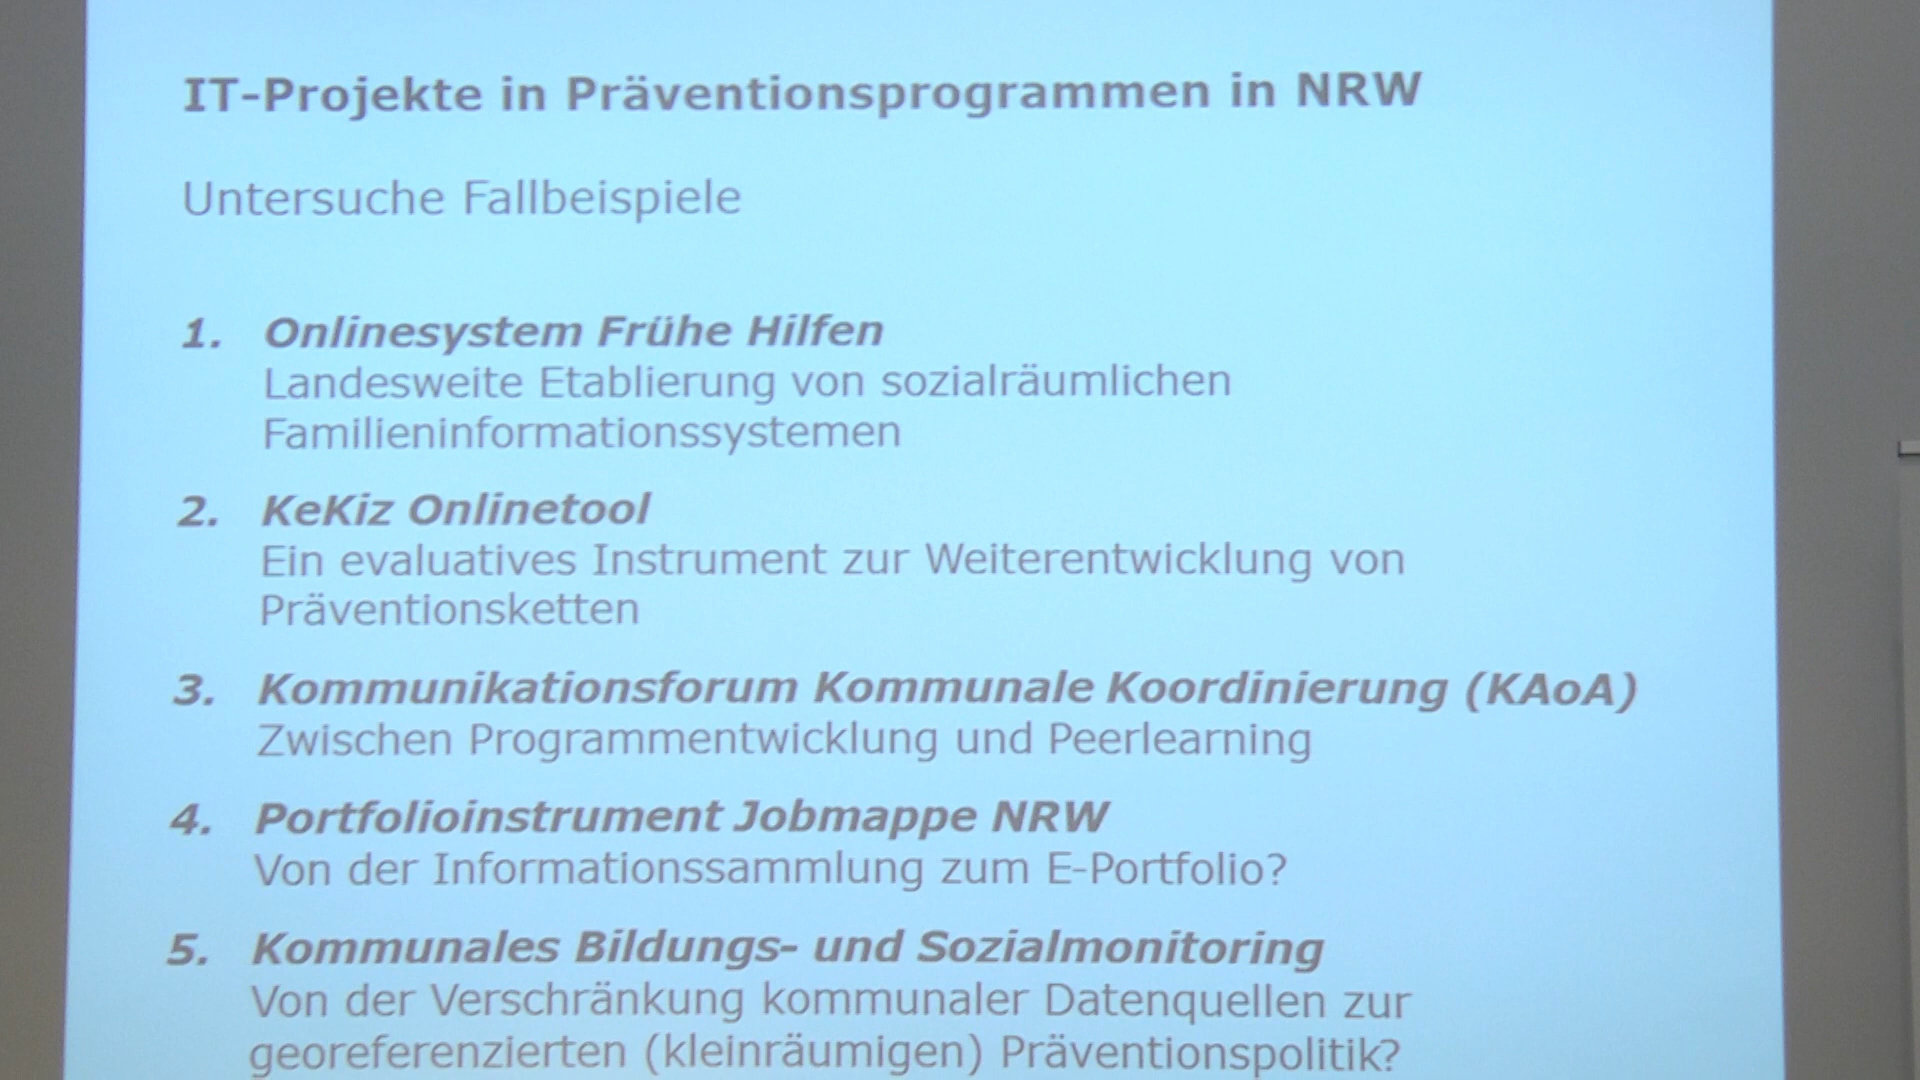 IT-Projekte in Präventionsprogrammen in NRW
Untersuche Fallbeispiele
1. Onlinesystem Frühe Hilfen
Landesweite Etablierung von sozialräumlichen
Familieninformationssystemen
2. KeKiz Onlinetool
Ein evaluatives Instrument zur Weiterentwicklung von
Präventionsketten
3. Kommunikationsforum Kommunale Koordinierung (KAoA)
Zwischen Programmentwicklung und Peerlearning
4. Portfolioinstrument Jobmappe NRW
Von der Informationssammlung zum E-Portfolio?
5. Kommunales Bildungs- und Sozialmonitoring
Von der Verschränkung kommunaler Datenquellen zur
georeferenzierten (kleinräumigen) Präventionspolitik?